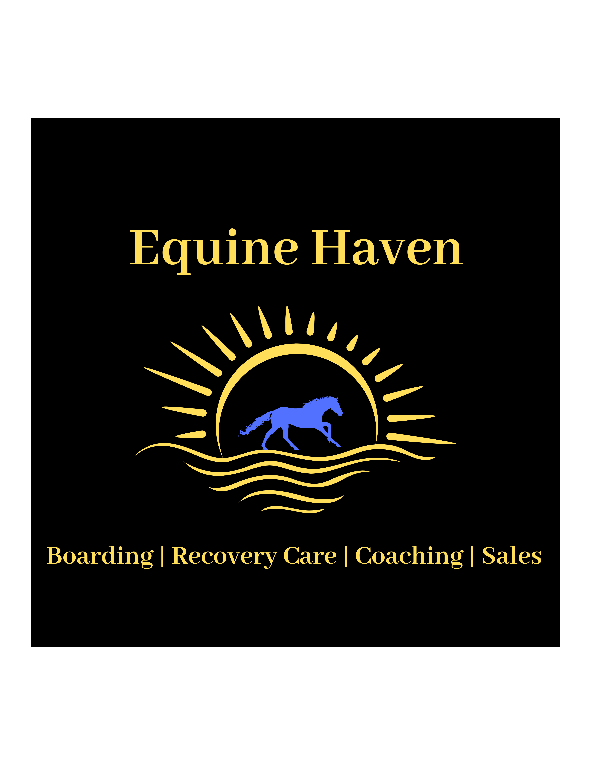 Equine Haven
Boarding | Recovery Care | Coaching | Sales